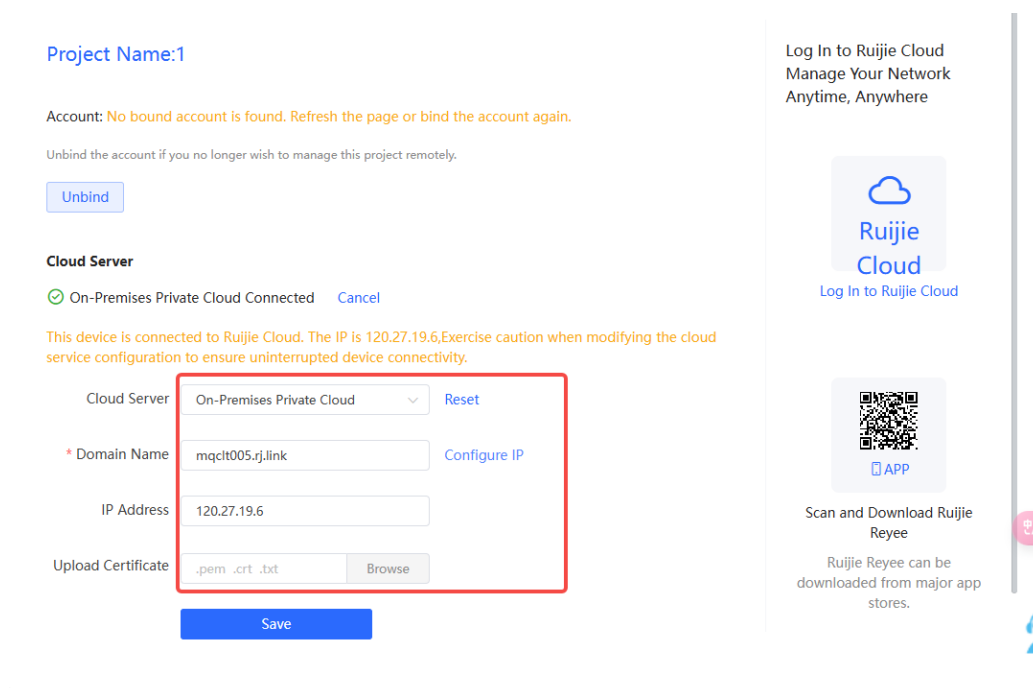 Project Name:1
Account: No bound account is found. Refresh the page or bind the account again.
Unbind the account if you no longer wish to manage this project remotely.
Unbind
Cloud Server
On-Premises Private Cloud Connected Cancel
This device is connected to Ruijie Cloud. The IP is 120.27.19.6,Exercise caution when modifying the cloud
service configuration to ensure uninterrupted device connectivity.
Cloud Server On-Premises Private Cloud Reset
* Domain Name mqclt005.rj.link Configure IP
IP Address 120.27.19.6
Upload Certificate .pem .crt .txt Browse
Save
Log In to Ruijie Cloud
Manage Your Network
Anytime, Anywhere
Ruijie
Cloud
Log In to Ruijie Cloud
APP
Scan and Download Ruijie
Reyee
Ruijie Reyee can be
downloaded from major app
stores.